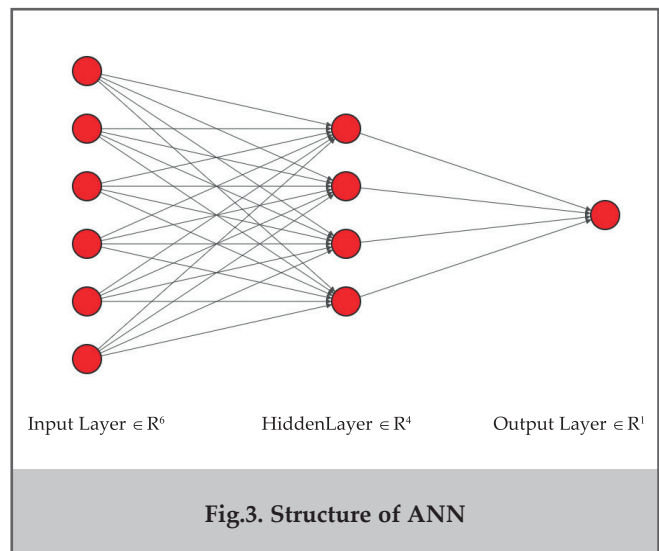 Input Layer ∈ R⁶ HiddenLayer ∈ R⁴ Output Layer ∈ R¹
Fig.3. Structure of ANN